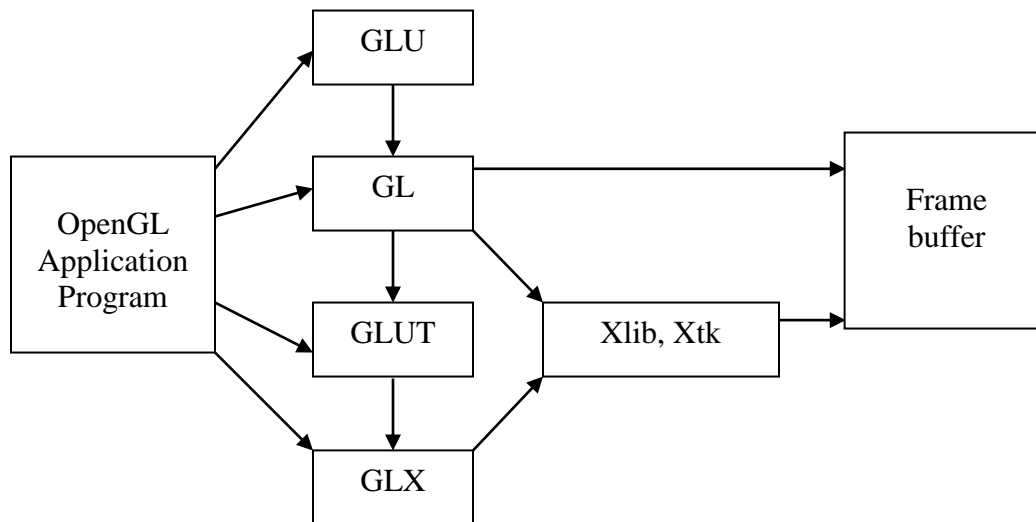 GLU
OpenGL
Application
Program
GL
GLUT
GLX
Xlib, Xtk
Frame
buffer